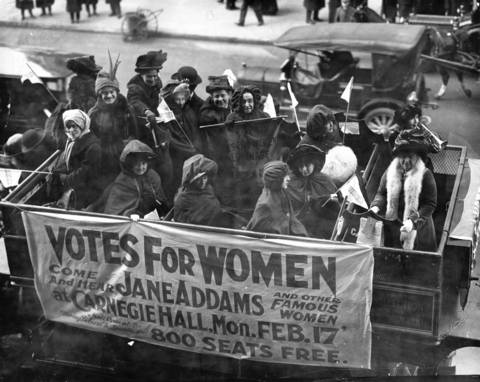 VOTES FOR WOMEN
COME AND HEAR JANE ADDAMS AND OTHER FAMOUS WOMEN
at CARNEGIE HALL, MON. FEB. 17
800 SEATS FREE.